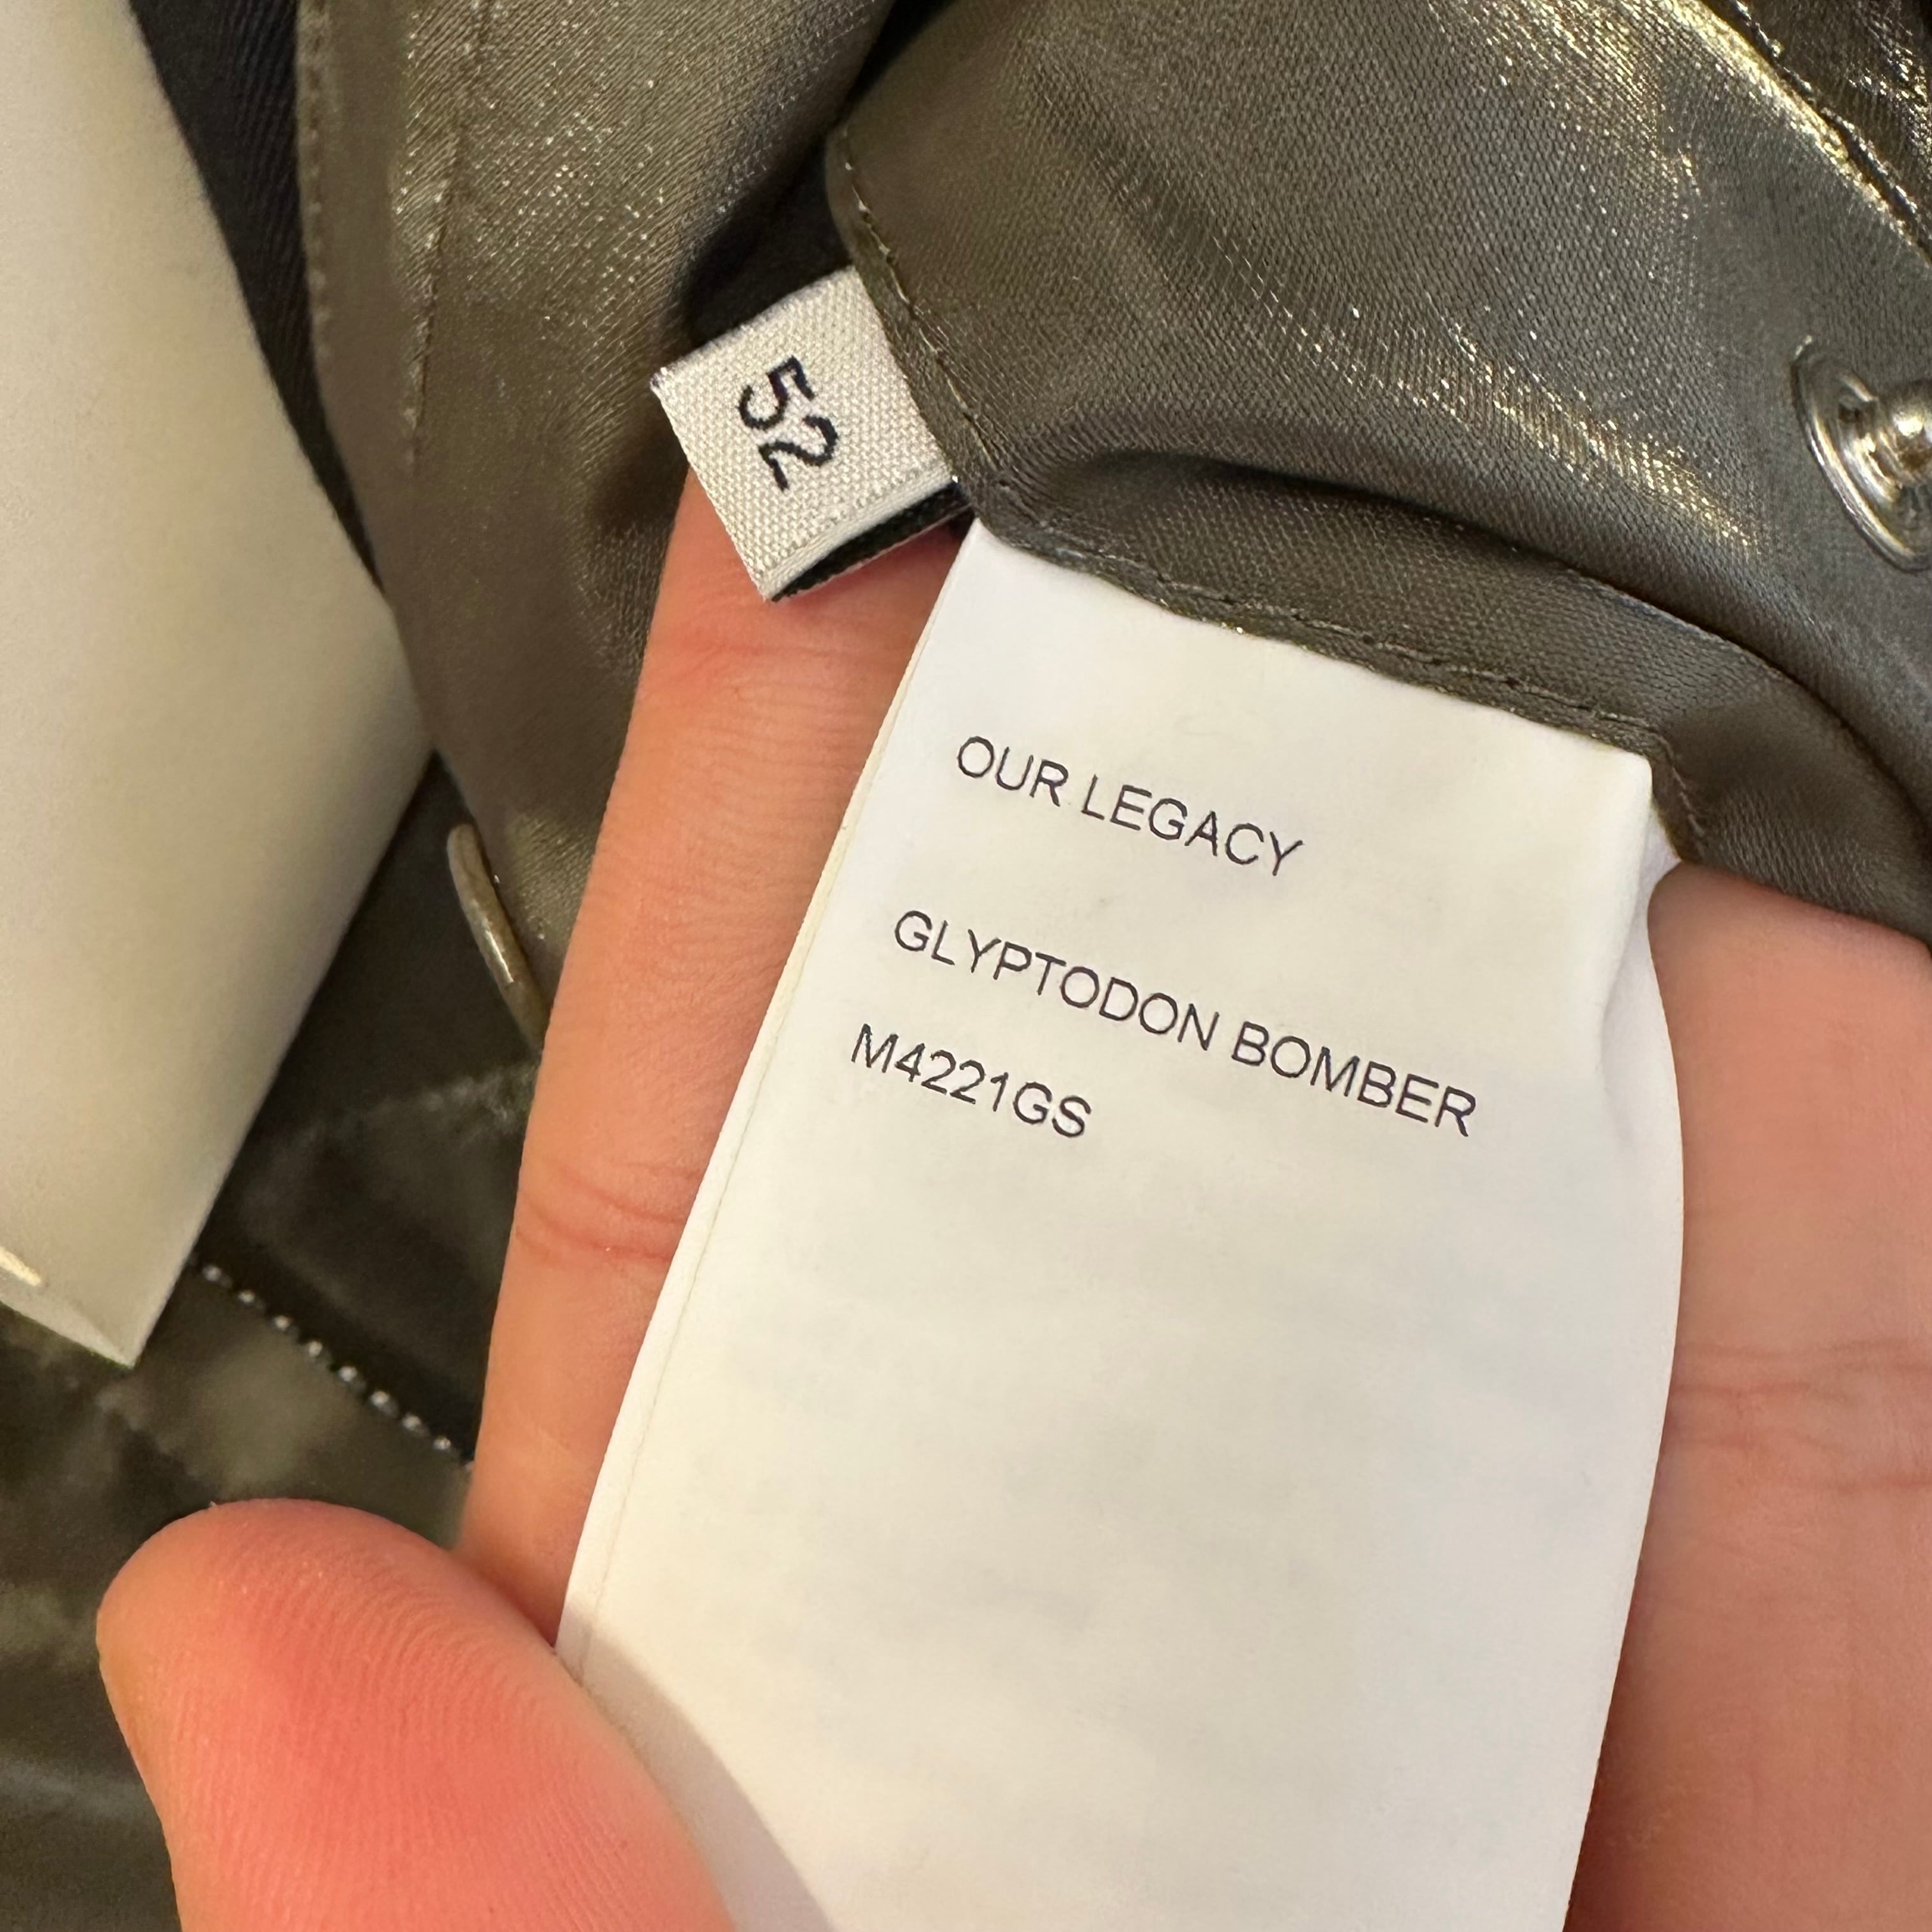 52
OUR LEGACY
GLYPTODON BOMBER
M4221GS